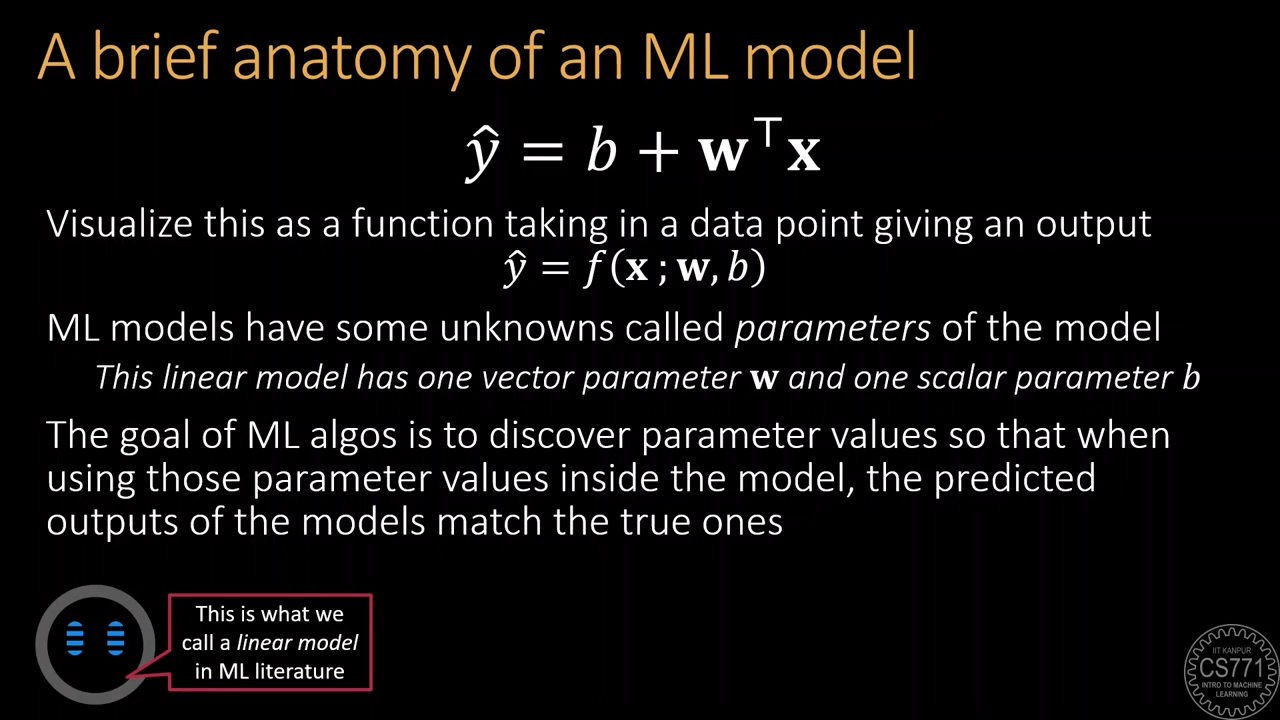 A brief anatomy of an ML model
ŷ = b + w⊤x
Visualize this as a function taking in a data point giving an output
ŷ = f(x ; w, b)
ML models have some unknowns called parameters of the model
This linear model has one vector parameter w and one scalar parameter b
The goal of ML algos is to discover parameter values so that when
using those parameter values inside the model, the predicted
outputs of the models match the true ones
This is what we
call a linear model
in ML literature
IIT KANPUR
CS771
INTRO TO MACHINE
LEARNING